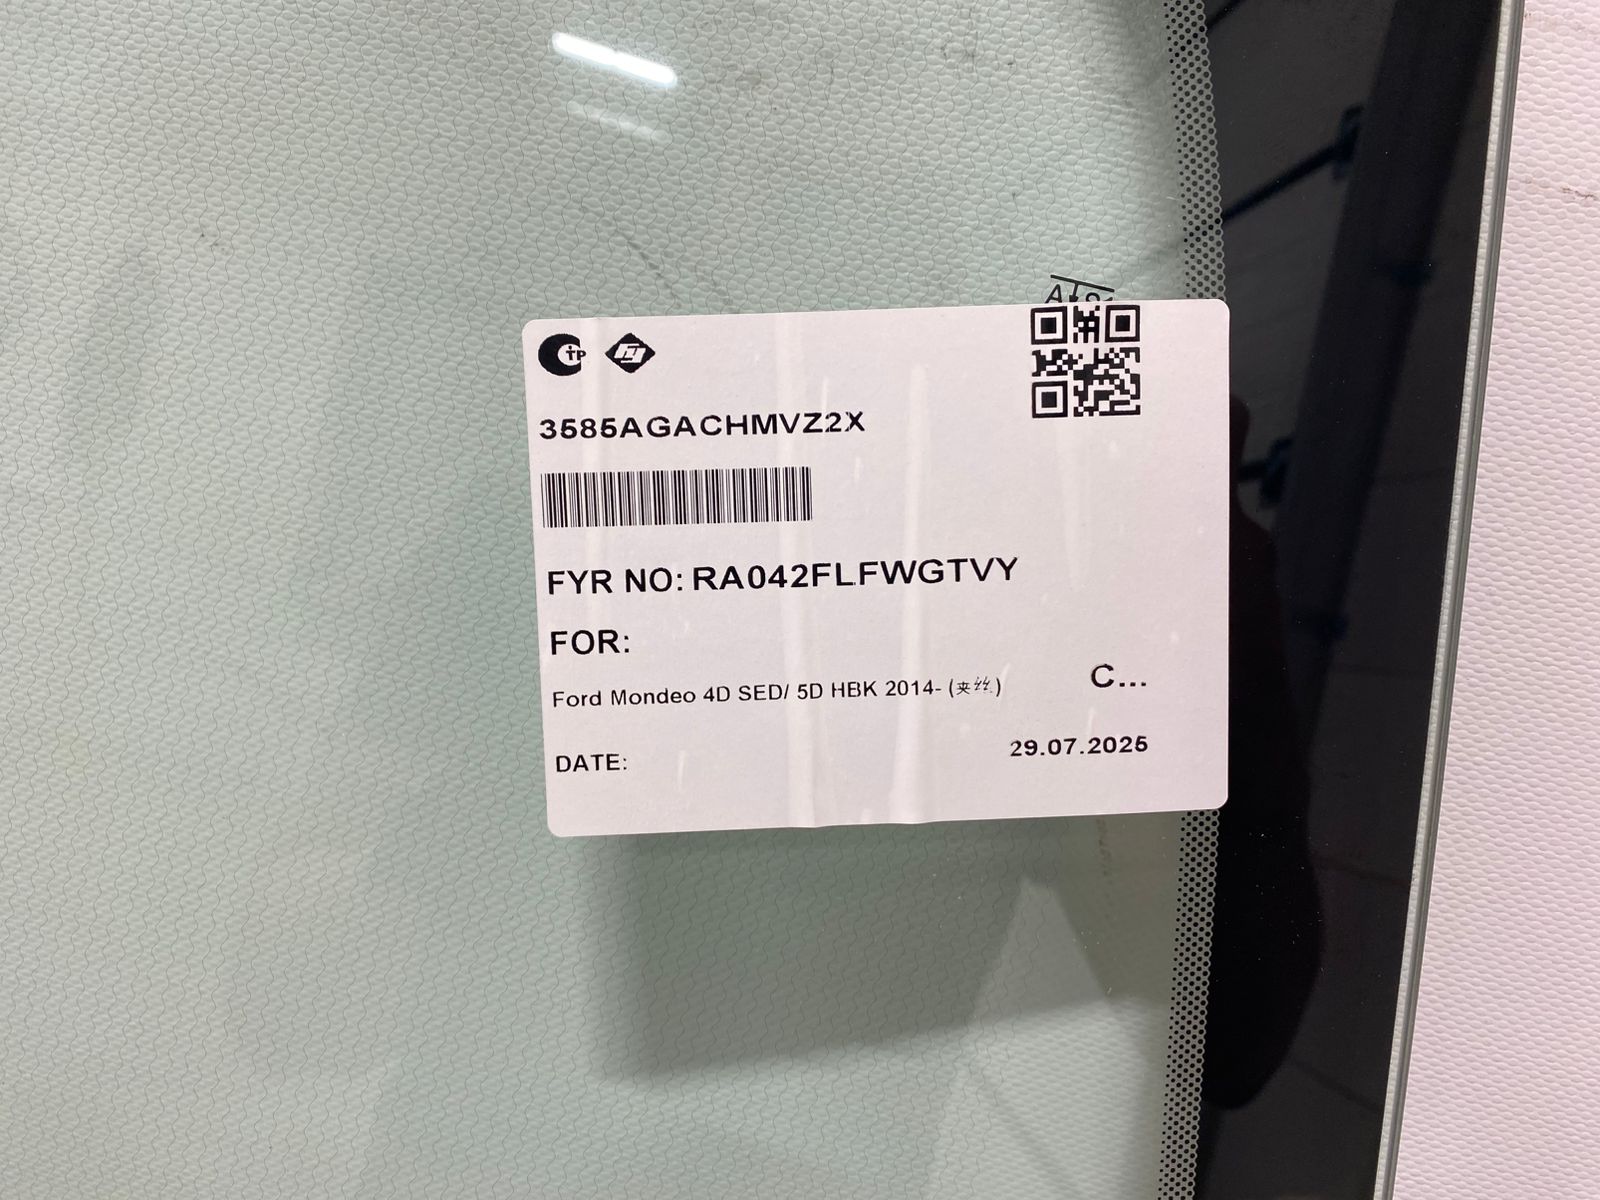 3585AGACHMVZ2X
FYR NO: RA042FLFWGTVY
FOR:
Ford Mondeo 4D SED/ 5D HBK 2014- (夹丝)
C...
DATE:
29.07.2025